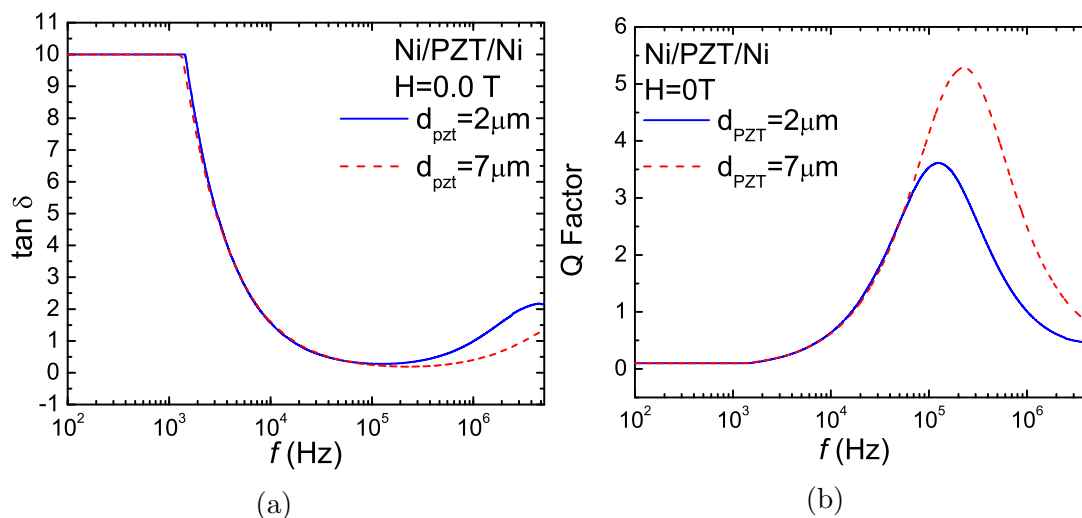 11
10
9
8
7
6
5
4
3
2
1
0
-1
tan δ
Ni/PZT/Ni
H=0.0 T
d_pzt=2μm
d_pzt=7μm
10^2 10^3 10^4 10^5 10^6
f (Hz)
(a)
6
5
4
3
2
1
0
Q Factor
Ni/PZT/Ni
H=0T
d_PZT=2μm
d_PZT=7μm
10^2 10^3 10^4 10^5 10^6
f (Hz)
(b)